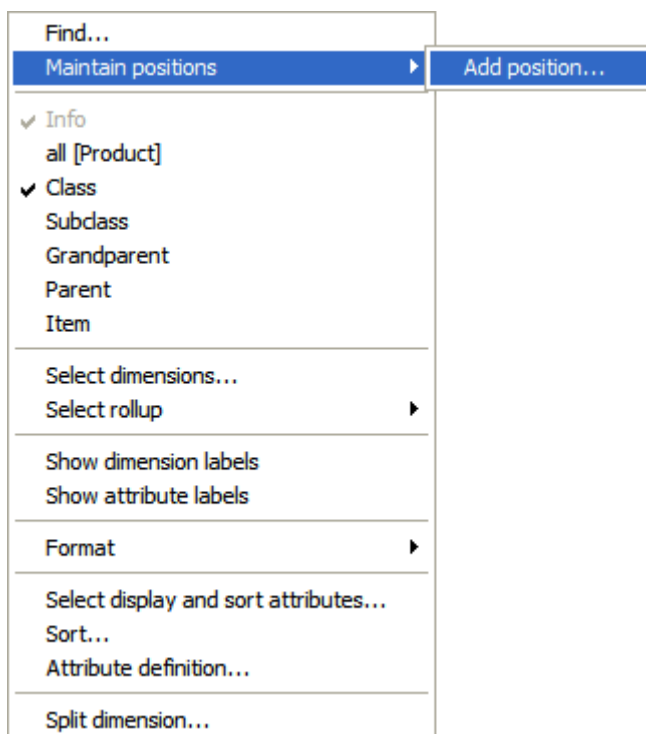 Find...
Maintain positions
Add position...
Info
all [Product]
Class
Subclass
Grandparent
Parent
Item
Select dimensions...
Select rollup
Show dimension labels
Show attribute labels
Format
Select display and sort attributes...
Sort...
Attribute definition...
Split dimension...